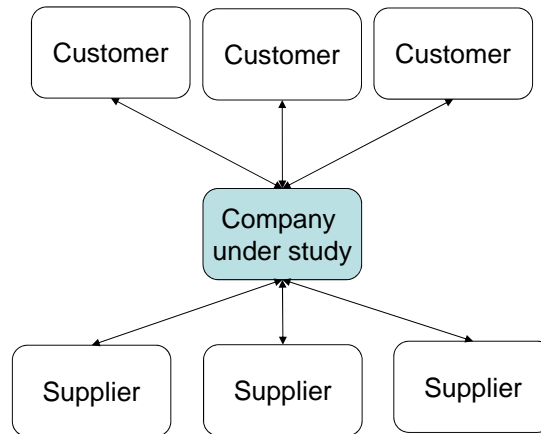 Customer
Customer
Customer
Company
under study
Supplier
Supplier
Supplier